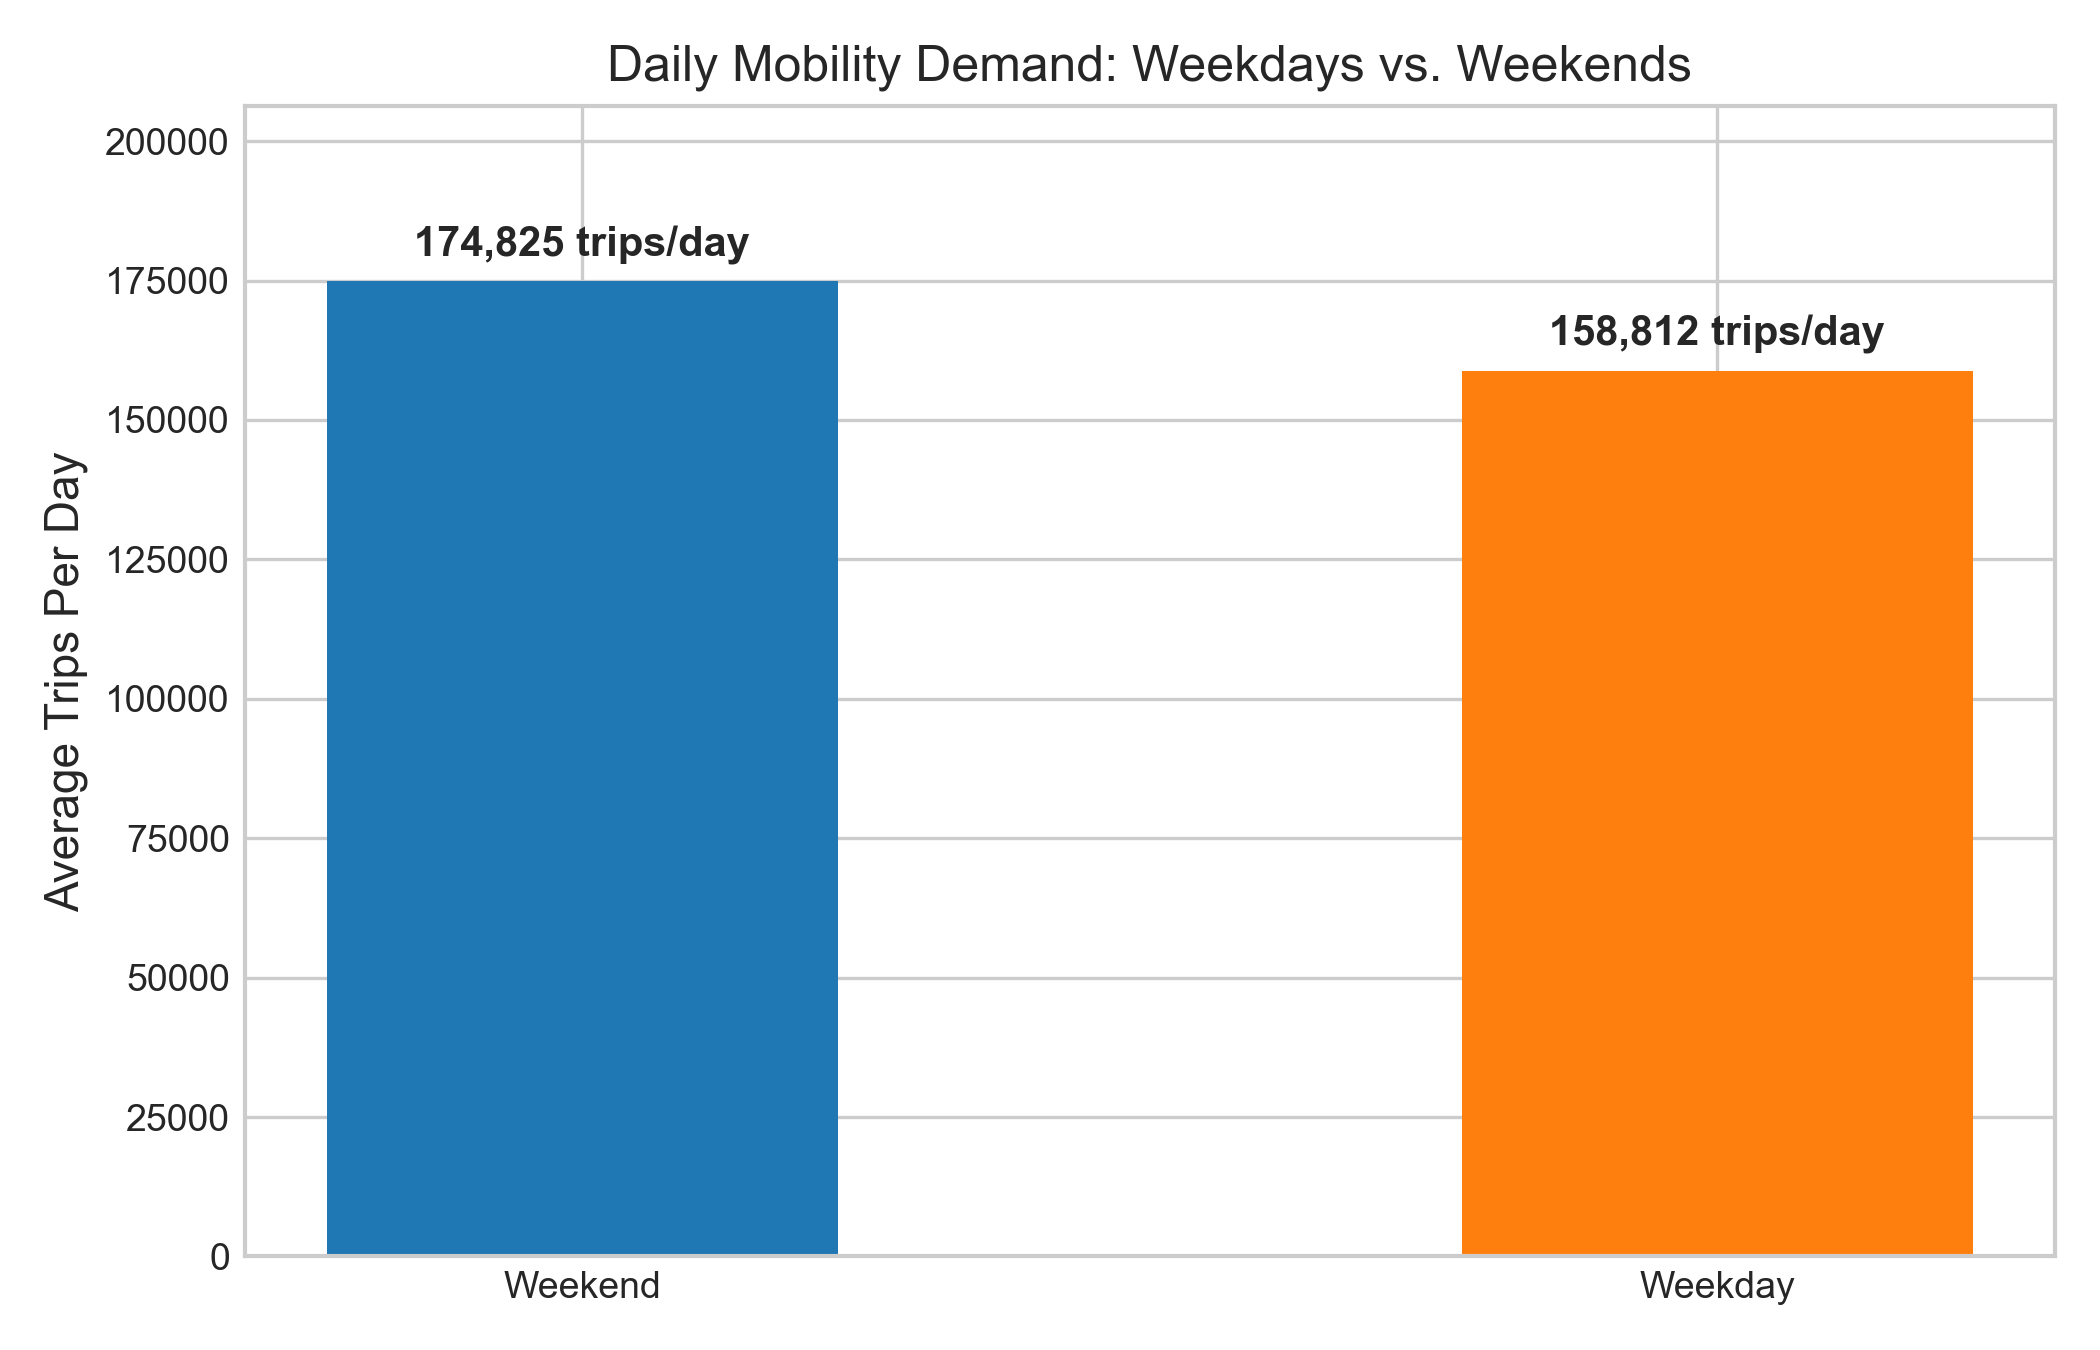 Daily Mobility Demand: Weekdays vs. Weekends
Average Trips Per Day
200000
175000
150000
125000
100000
75000
50000
25000
0
174,825 trips/day
158,812 trips/day
Weekend
Weekday